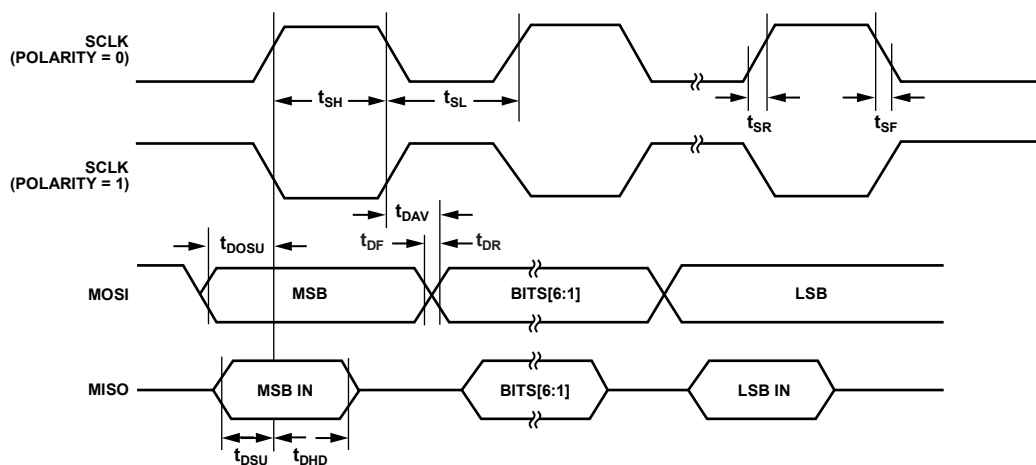 SCLK
(POLARITY = 0)
tSH
tSL
tSR
tSF
SCLK
(POLARITY = 1)
tDAV
tDOSU
tDF
tDR
MOSI
MSB
BITS[6:1]
LSB
MISO
MSB IN
BITS[6:1]
LSB IN
tDSU
tDHD